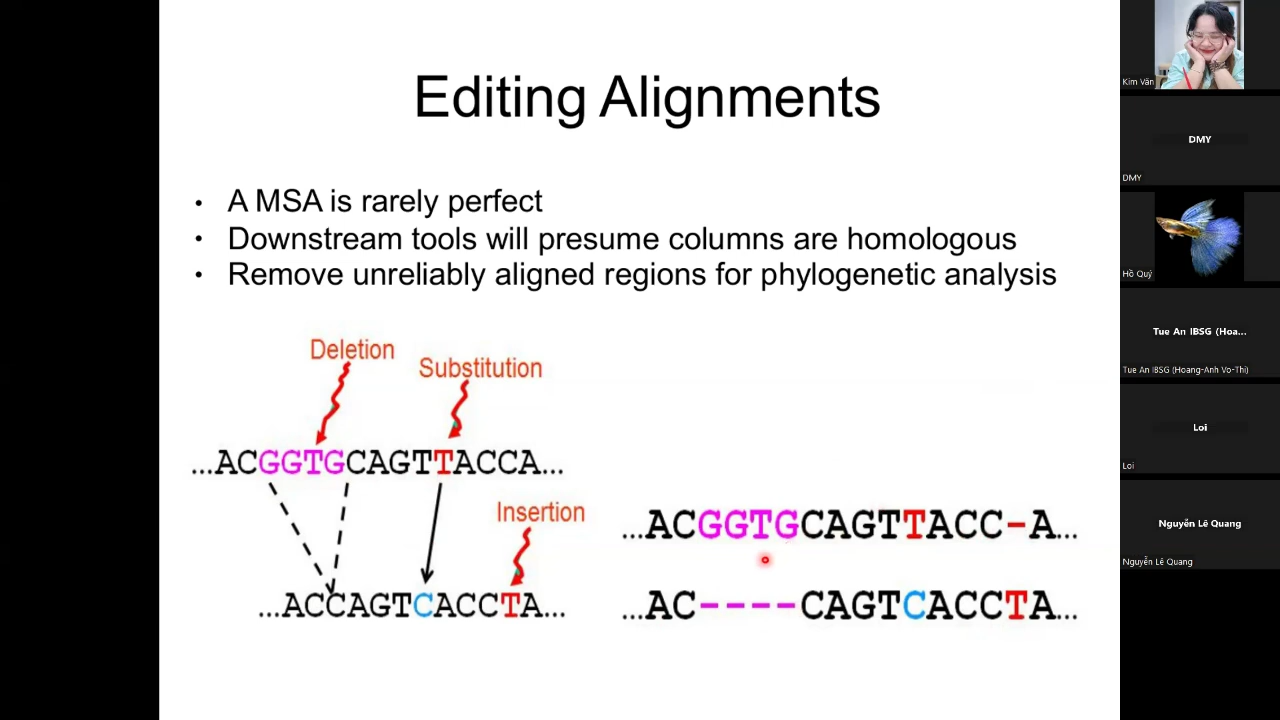 Editing Alignments
• A MSA is rarely perfect
• Downstream tools will presume columns are homologous
• Remove unreliably aligned regions for phylogenetic analysis
Deletion
Substitution
...ACGGTGCAGTTACCA...
Insertion
...ACCAGTCACCTA...
...ACGGTGCAGTTACC-A...
...AC----CAGTCACCTA...
Kim Vân
DMY
DMY
Hồ Quý
Tue An IBSG (Hoa...
Tue An IBSG (Hoang-Anh Vo-Thi)
Loi
Loi
Nguyễn Lê Quang
Nguyễn Lê Quang